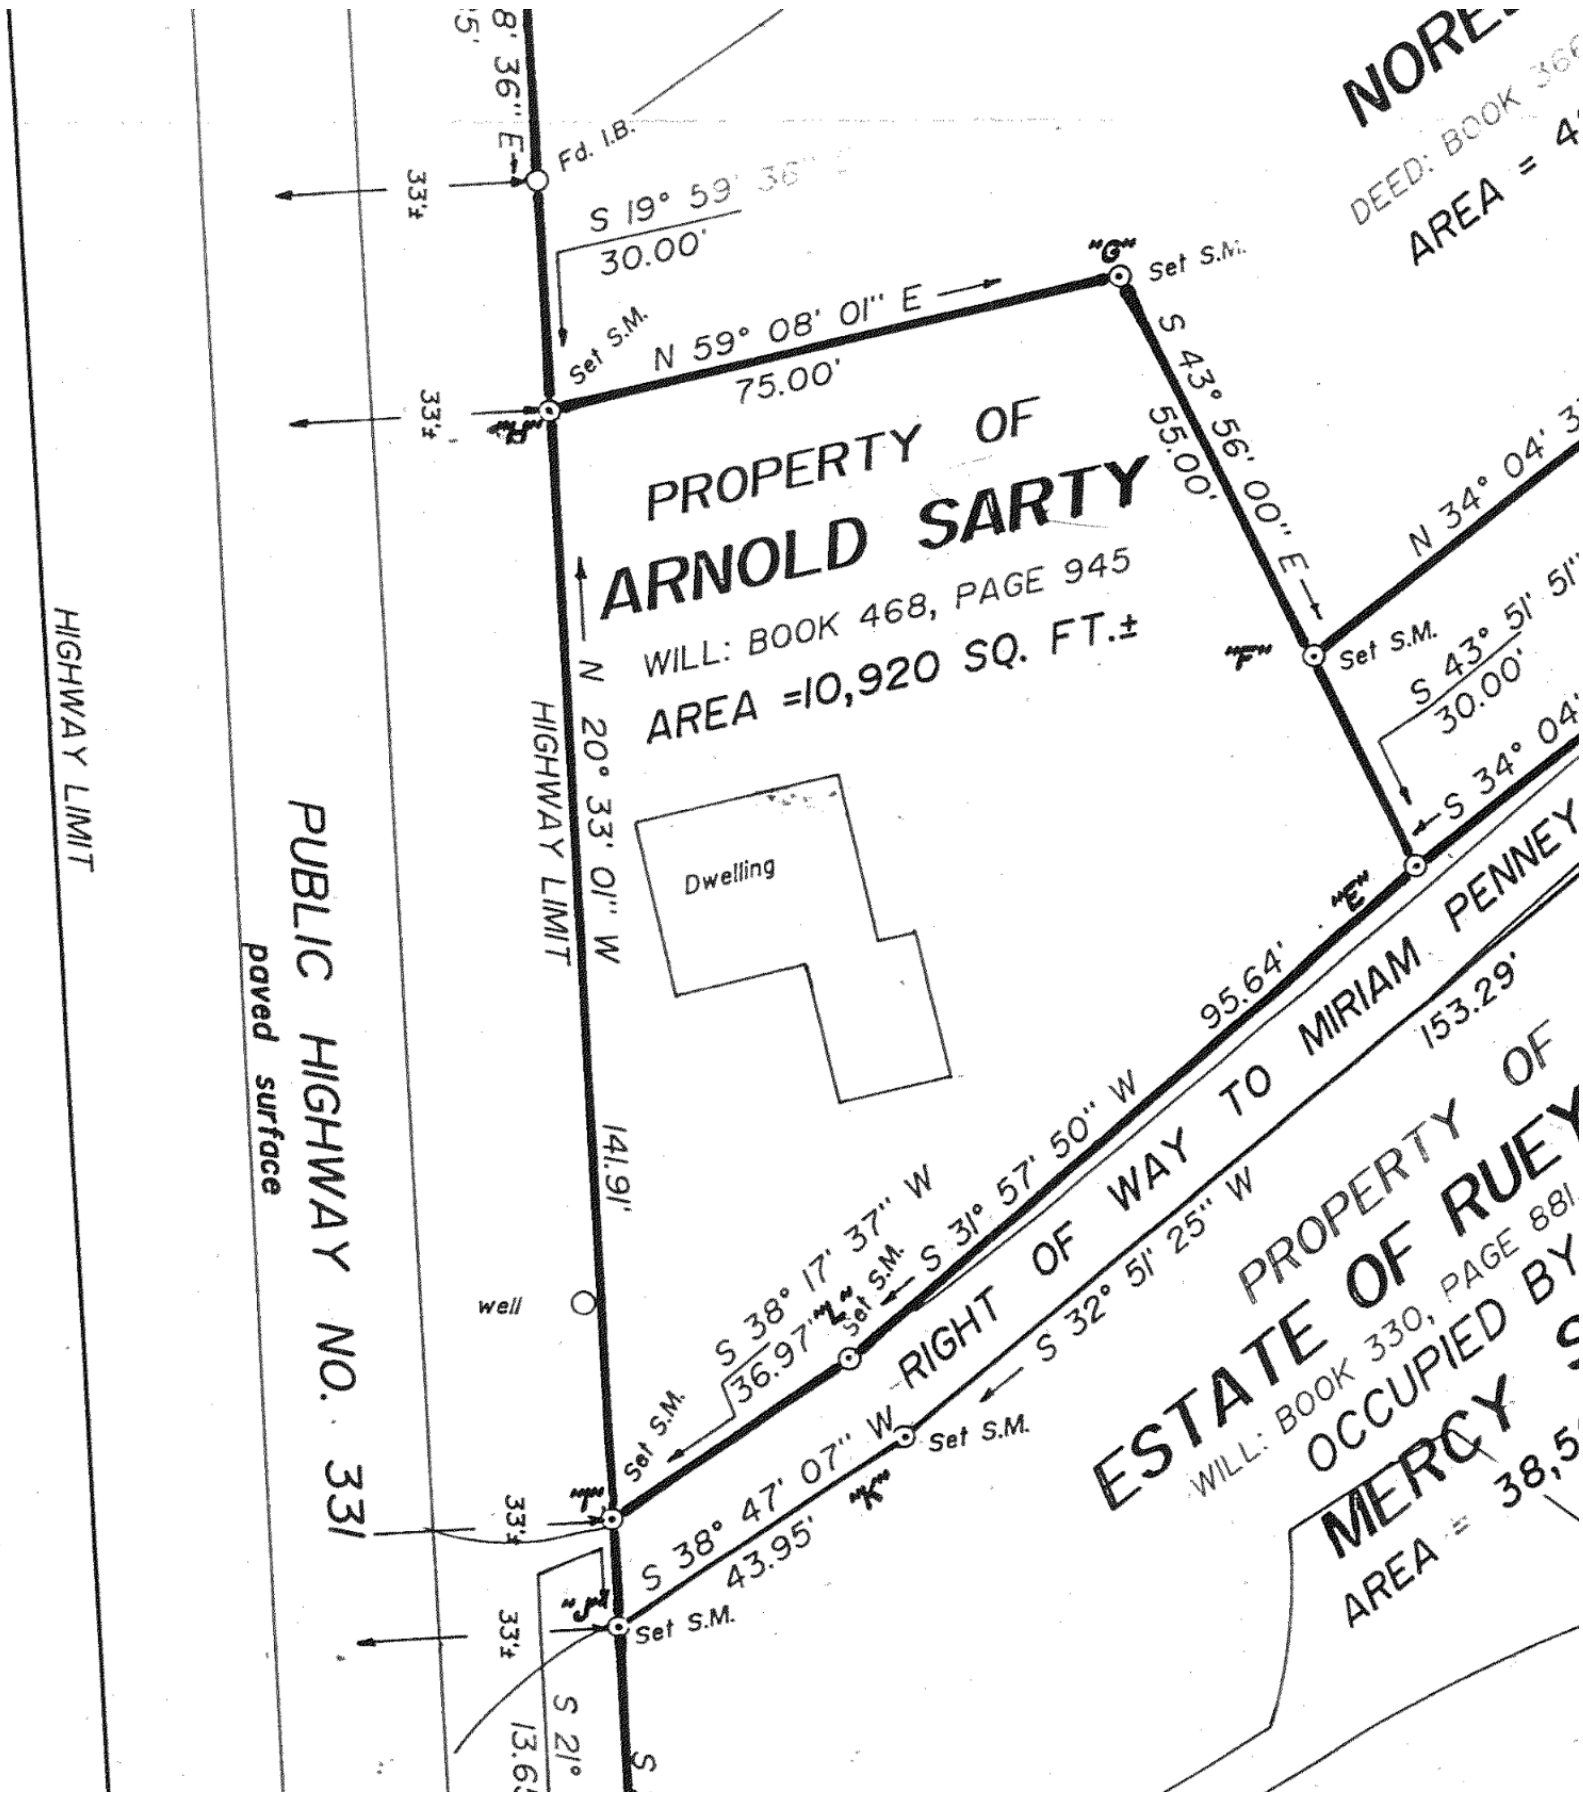 8' 36" E
5'
Fd. I.B.
33'±
S 19° 59' 36" E
30.00'
NORE
DEED: BOOK 366
AREA = 4
"G"
Set S.M.
Set S.M.
N 59° 08' 01" E
75.00'
33'±
"H"
S 43° 56' 00" E
55.00'
PROPERTY OF
ARNOLD SARTY
WILL: BOOK 468, PAGE 945
AREA =10,920 SQ. FT.±
N 34° 04' 3
"F"
Set S.M.
S 43° 51' 51"
30.00'
S 34° 04'
HIGHWAY LIMIT
HIGHWAY LIMIT
N 20° 33' 01" W
141.91'
Dwelling
"E"
PUBLIC HIGHWAY NO. 331
paved surface
95.64'
S 31° 57' 50" W
RIGHT OF WAY TO MIRIAM PENNEY
153.29'
S 32° 51' 25" W
well
S 38° 17' 37" W
36.97'
"L"
Set S.M.
Set S.M.
"I"
33'±
S 38° 47' 07" W
43.95'
"K"
Set S.M.
PROPERTY OF
ESTATE OF RUEY
WILL: BOOK 330, PAGE 881.
OCCUPIED BY
MERCY S
AREA = 38,5
"J"
Set S.M.
33'±
S 21°
13.6
S